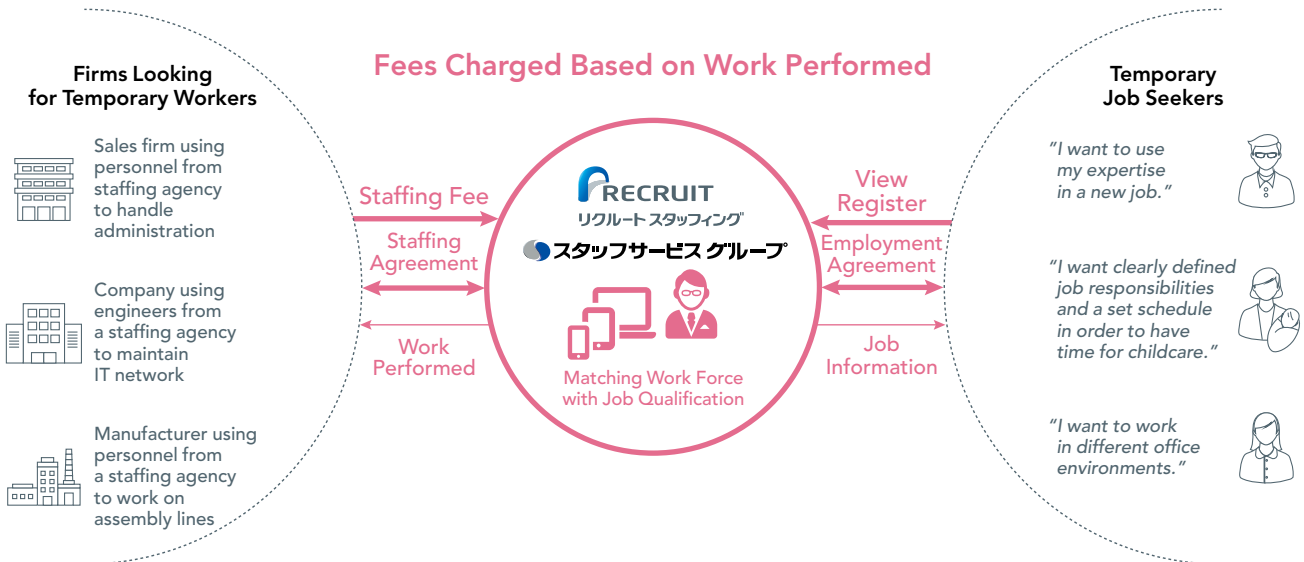 Fees Charged Based on Work Performed
Firms Looking
for Temporary Workers
Sales firm using
personnel from
staffing agency
to handle
administration
Company using
engineers from
a staffing agency
to maintain
IT network
Manufacturer using
personnel from
a staffing agency
to work on
assembly lines
Staffing Fee
Staffing
Agreement
Work
Performed
RECRUIT
リクルート スタッフィング
スタッフサービス グループ
Matching Work Force
with Job Qualification
View
Register
Employment
Agreement
Job
Information
Temporary
Job Seekers
"I want to use
my expertise
in a new job."
"I want clearly defined
job responsibilities
and a set schedule
in order to have
time for childcare."
"I want to work
in different office
environments."